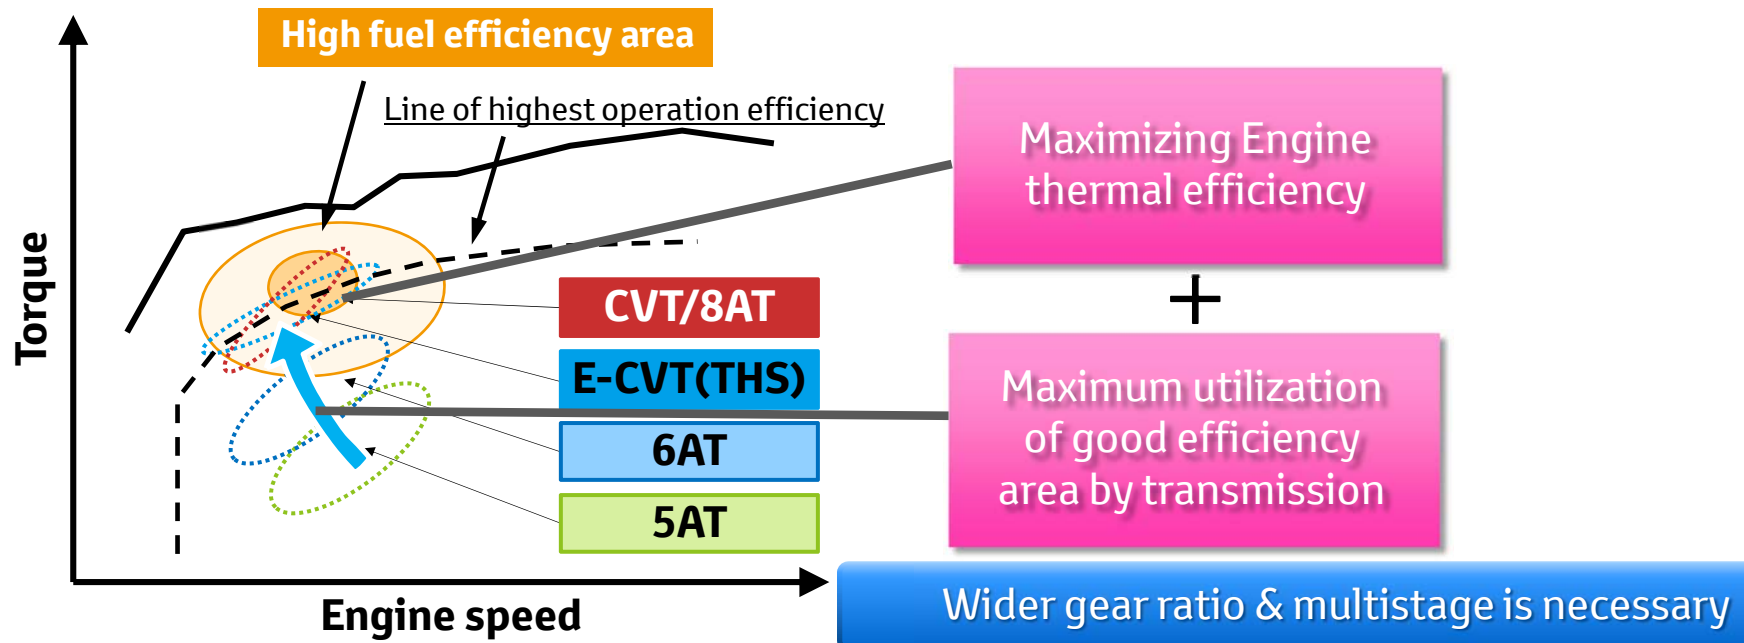 High fuel efficiency area
Line of highest operation efficiency
Torque
CVT/8AT
E-CVT(THS)
6AT
5AT
Engine speed
Maximizing Engine
thermal efficiency
+
Maximum utilization
of good efficiency
area by transmission
Wider gear ratio & multistage is necessary